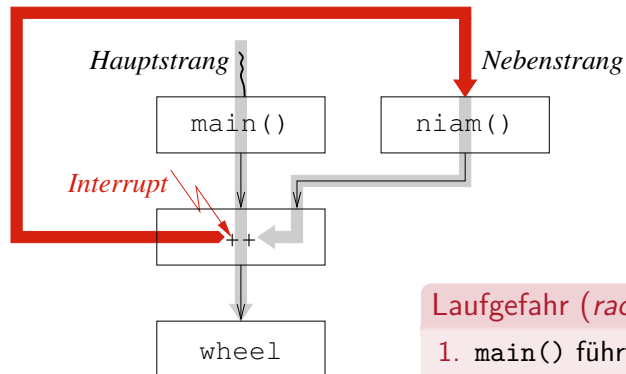 Hauptstrang
Nebenstrang
main()
niam()
Interrupt
++
wheel
Laufgefahr (
1. main() führ